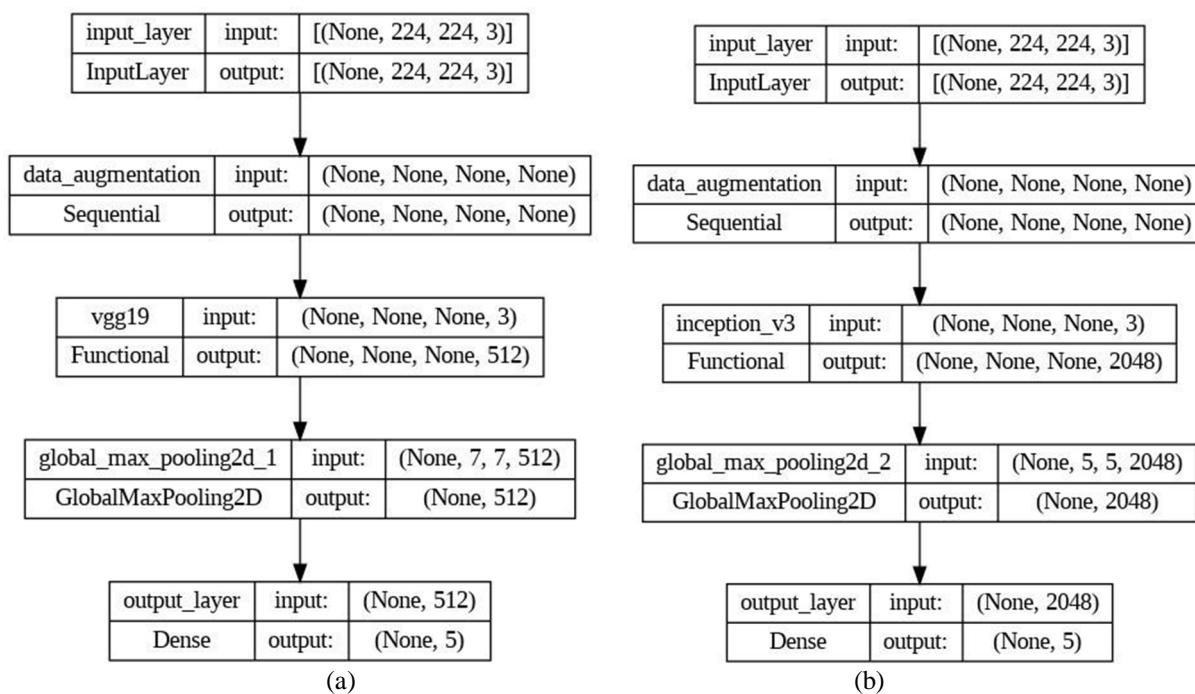 input_layer input: [(None, 224, 224, 3)]
InputLayer output: [(None, 224, 224, 3)]
data_augmentation input: (None, None, None, None)
Sequential output: (None, None, None, None)
vgg19 input: (None, None, None, 3)
Functional output: (None, None, None, 512)
global_max_pooling2d_1 input: (None, 7, 7, 512)
GlobalMaxPooling2D output: (None, 512)
output_layer input: (None, 512)
Dense output: (None, 5)
(a)
input_layer input: [(None, 224, 224, 3)]
InputLayer output: [(None, 224, 224, 3)]
data_augmentation input: (None, None, None, None)
Sequential output: (None, None, None, None)
inception_v3 input: (None, None, None, 3)
Functional output: (None, None, None, 2048)
global_max_pooling2d_2 input: (None, 5, 5, 2048)
GlobalMaxPooling2D output: (None, 2048)
output_layer input: (None, 2048)
Dense output: (None, 5)
(b)